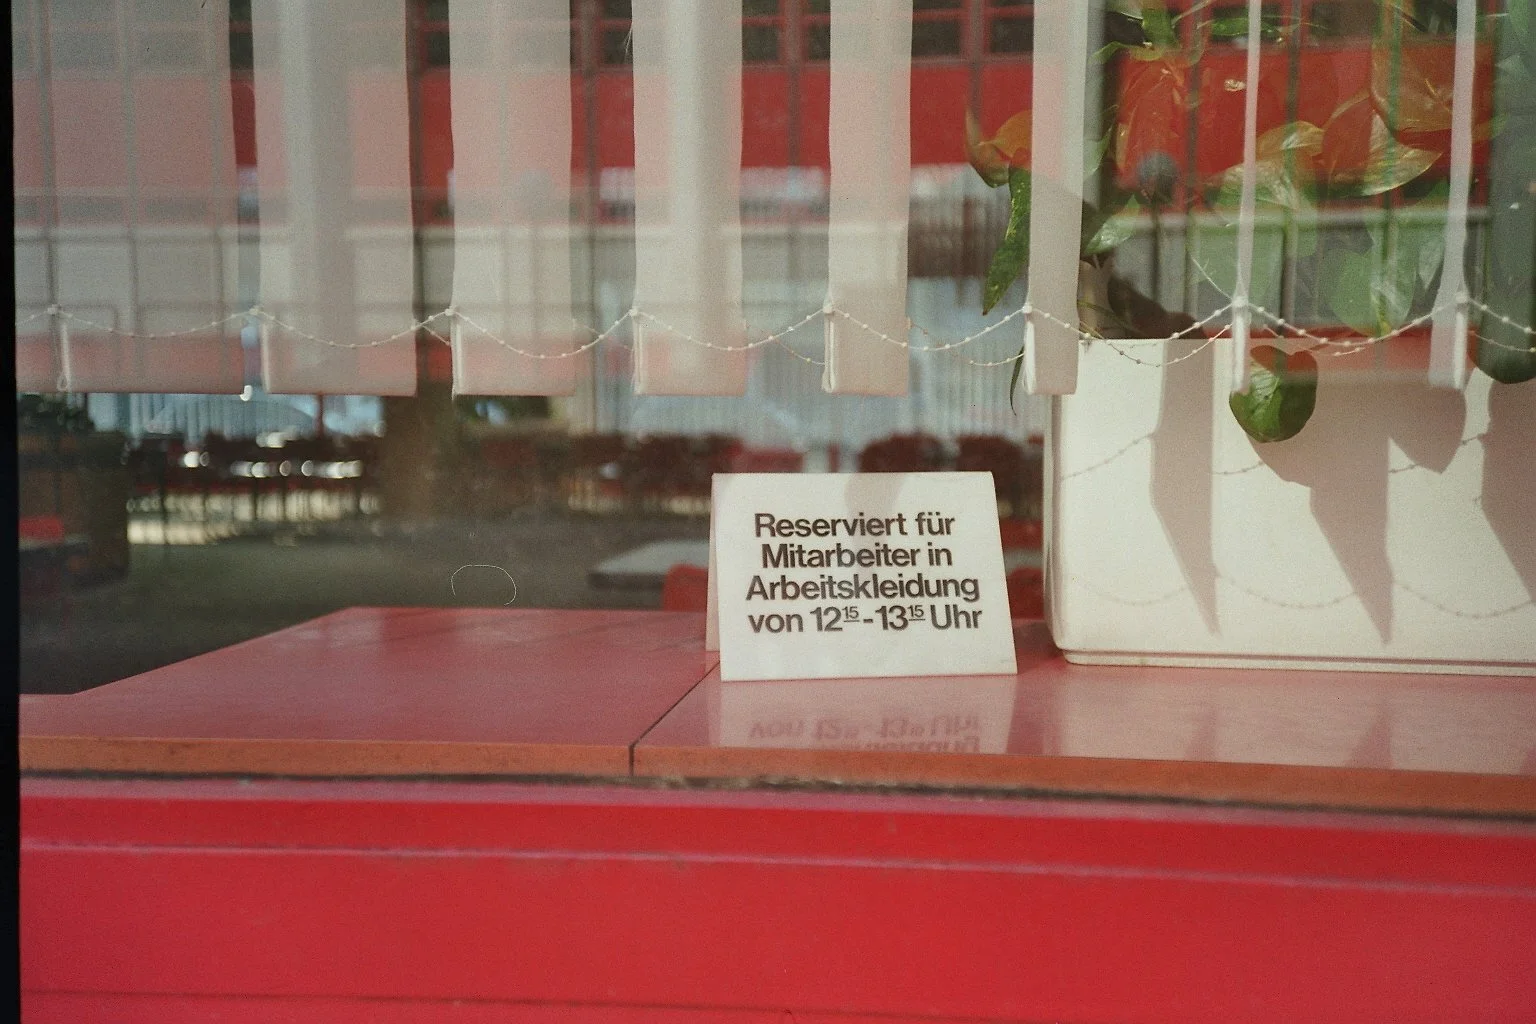 Reserviert für
Mitarbeiter in
Arbeitskleidung
von 12¹⁵-13¹⁵ Uhr